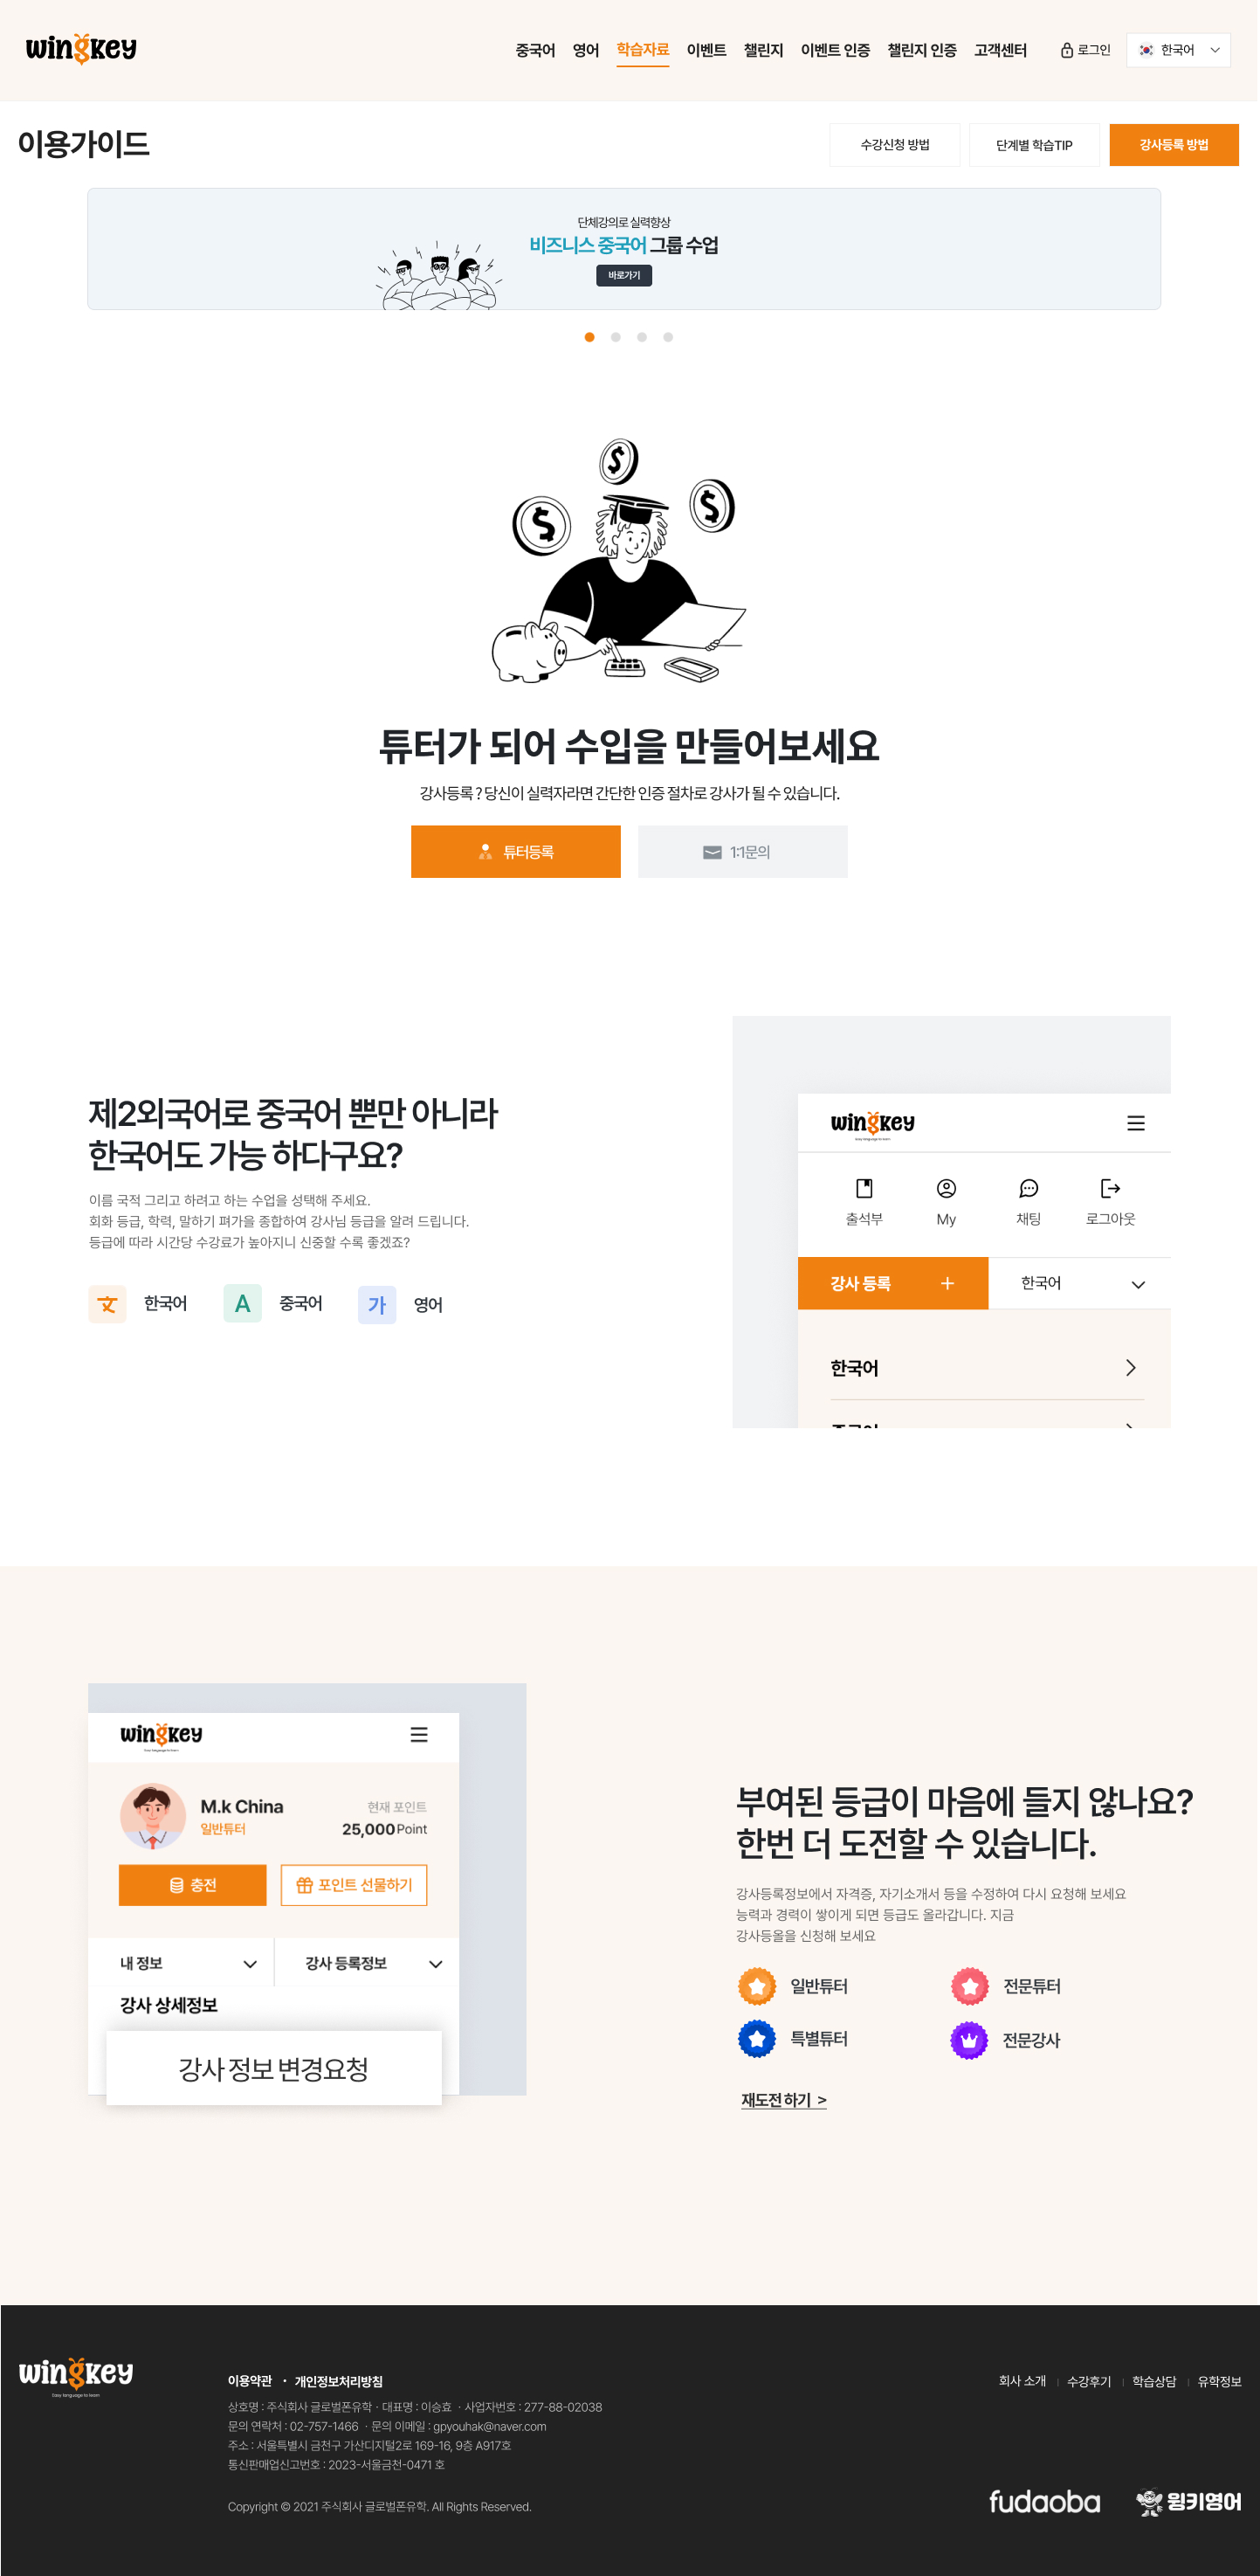 wingkey
중국어 영어 학습자료 이벤트 챌린지 이벤트 인증 챌린지 인증 고객센터 로그인 한국어
이용가이드
수강신청 방법 단계별 학습TIP 강사등록 방법
단체강의로 실력향상
비즈니스 중국어 그룹 수업
바로가기
튜터가 되어 수입을 만들어보세요
강사등록 ? 당신이 실력자라면 간단한 인증 절차로 강사가 될 수 있습니다.
튜터등록 1:1문의
제2외국어로 중국어 뿐만 아니라
한국어도 가능 하다구요?
이름 국적 그리고 하려고 하는 수업을 성택해 주세요.
회화 등급, 학력, 말하기 펴가을 종합하여 강사님 등급을 알려 드립니다.
등급에 따라 시간당 수강료가 높아지니 신중할 수록 좋겠죠?
文 한국어 A 중국어 가 영어
wingkey
Easy language to learn
출석부 My 채팅 로그아웃
강사 등록 + 한국어
한국어
wingkey
Easy language to learn
M.k China
일반튜터
현재 포인트
25,000 Point
충전 포인트 선물하기
내 정보 강사 등록정보
강사 상세정보
강사 정보 변경요청
부여된 등급이 마음에 들지 않나요?
한번 더 도전할 수 있습니다.
강사등록정보에서 자격증, 자기소개서 등을 수정하여 다시 요청해 보세요
능력과 경력이 쌓이게 되면 등급도 올라갑니다. 지금
강사등올을 신청해 보세요
일반튜터 전문튜터
특별튜터 전문강사
재도전 하기 >
wingkey
Easy language to learn
이용약관 · 개인정보처리방침
상호명 : 주식회사 글로벌폰유학 · 대표명 : 이승효 · 사업자번호 : 277-88-02038
문의 연락처 : 02-757-1466 · 문의 이메일 : gpyouhak@naver.com
주소 : 서울특별시 금천구 가산디지털2로 169-16, 9층 A917호
통신판매업신고번호 : 2023-서울금천-0471 호
Copyright © 2021 주식회사 글로벌폰유학. All Rights Reserved.
회사 소개 | 수강후기 | 학습상담 | 유학정보
fudaoba 윙키영어